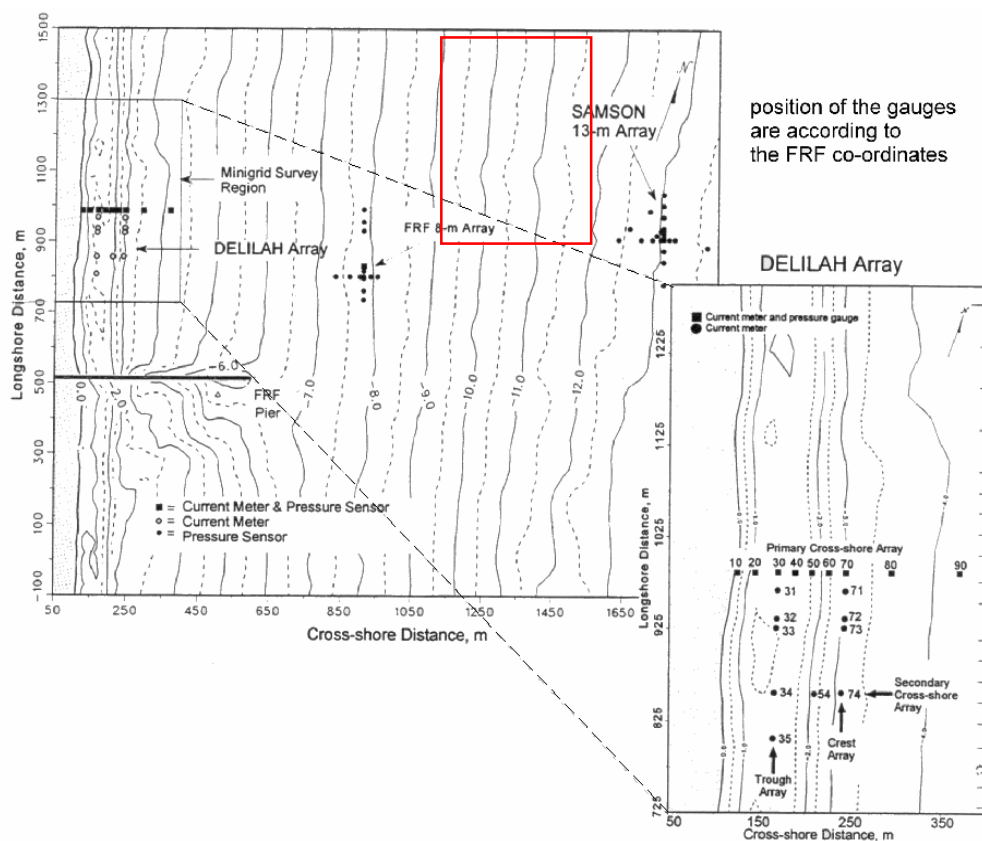 1500
1300
1100
900
700
500
300
100
-100
Longshore Distance, m
50
250
450
650
850
1050
1250
1450
1650
Cross-shore Distance, m
Minigrid Survey
Region
DELILAH Array
FRF 8-m Array
SAMSON
13-m Array
N
position of the gauges
are according to
the FRF co-ordinates
-6.0
FRF
Pier
0.0
-2.0
-7.0
-8.0
-9.0
-10.0
-11.0
-12.0
■ = Current Meter & Pressure Sensor
o = Current Meter
• = Pressure Sensor
DELILAH Array
■ Current meter and pressure gauge
● Current meter
1225
1125
1025
925
825
725
Longshore Distance, m
Primary Cross-shore Array
10 20 30 40 50 60 70 80 90
31 71
32 72
33 73
34 54 74
35
Secondary
Cross-shore
Array
Crest
Array
Trough
Array
50 150 250 350
Cross-shore Distance, m